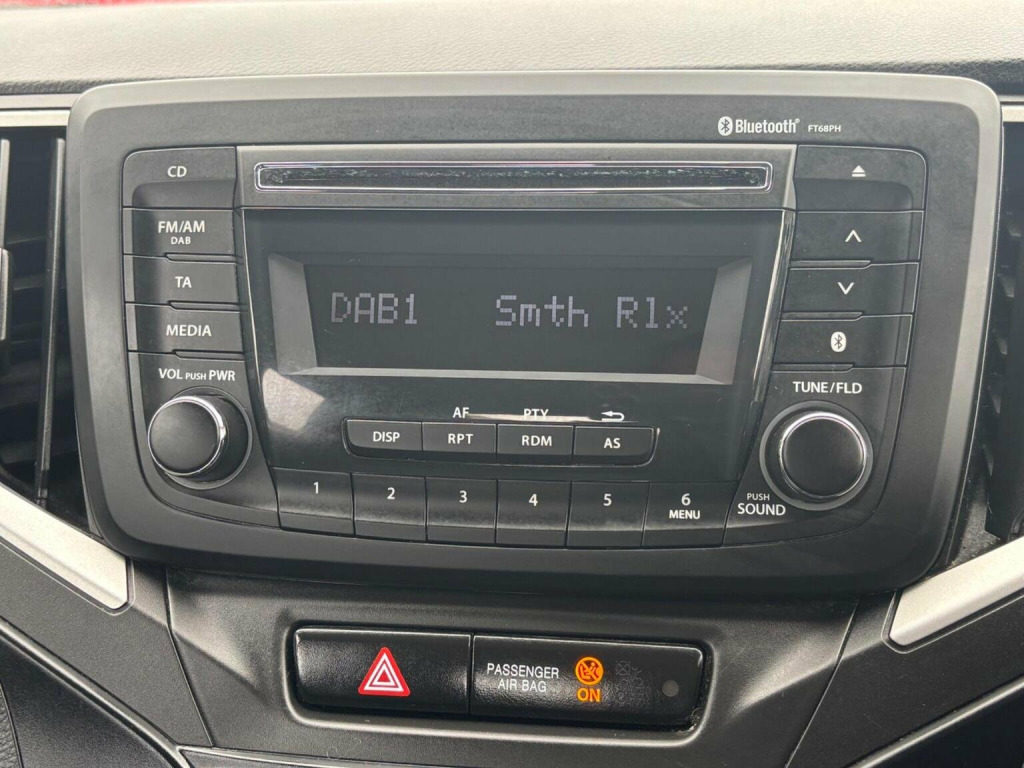 Bluetooth® FT68PH
CD
FM/AM
DAB
TA
MEDIA
VOL PUSH PWR
DAB1 Smth Rlx
TUNE/FLD
AF PTY
DISP RPT RDM AS
1 2 3 4 5 6
MENU
PUSH
SOUND
PASSENGER
AIR BAG
ON